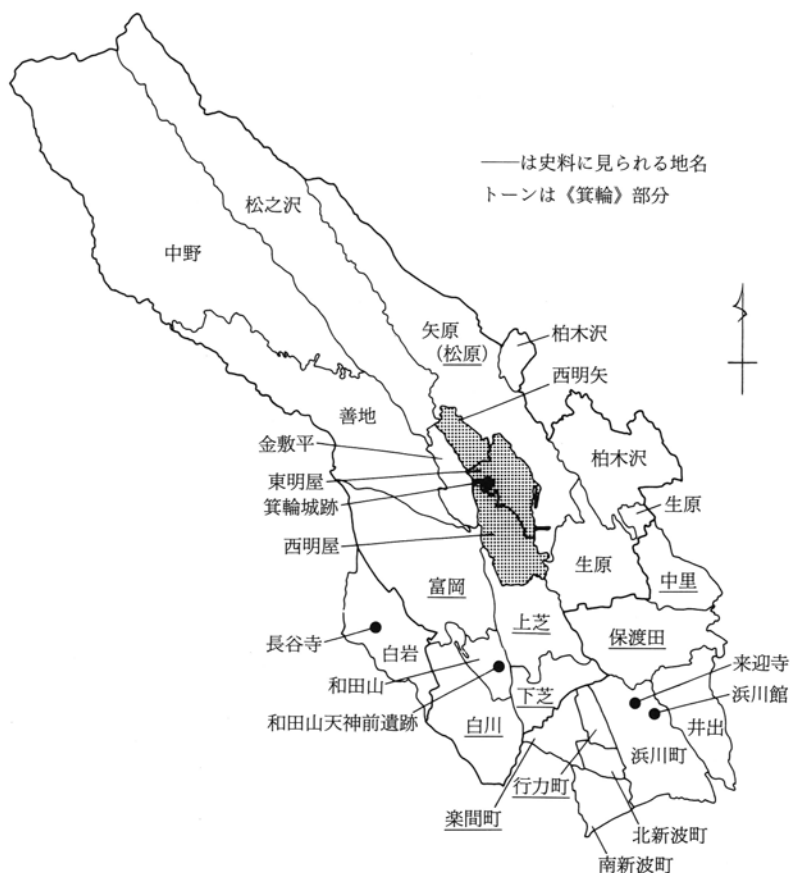 ——は史料に見られる地名
トーンは《箕輪》部分
松之沢
中野
矢原
(松原)
柏木沢
西明矢
善地
金敷平
柏木沢
東明屋
箕輪城跡
生原
西明屋
生原
中里
富岡
上芝
保渡田
長谷寺
白岩
来迎寺
和田山
下芝
浜川館
和田山天神前遺跡
白川
井出
浜川町
行力町
楽間町
北新波町
南新波町